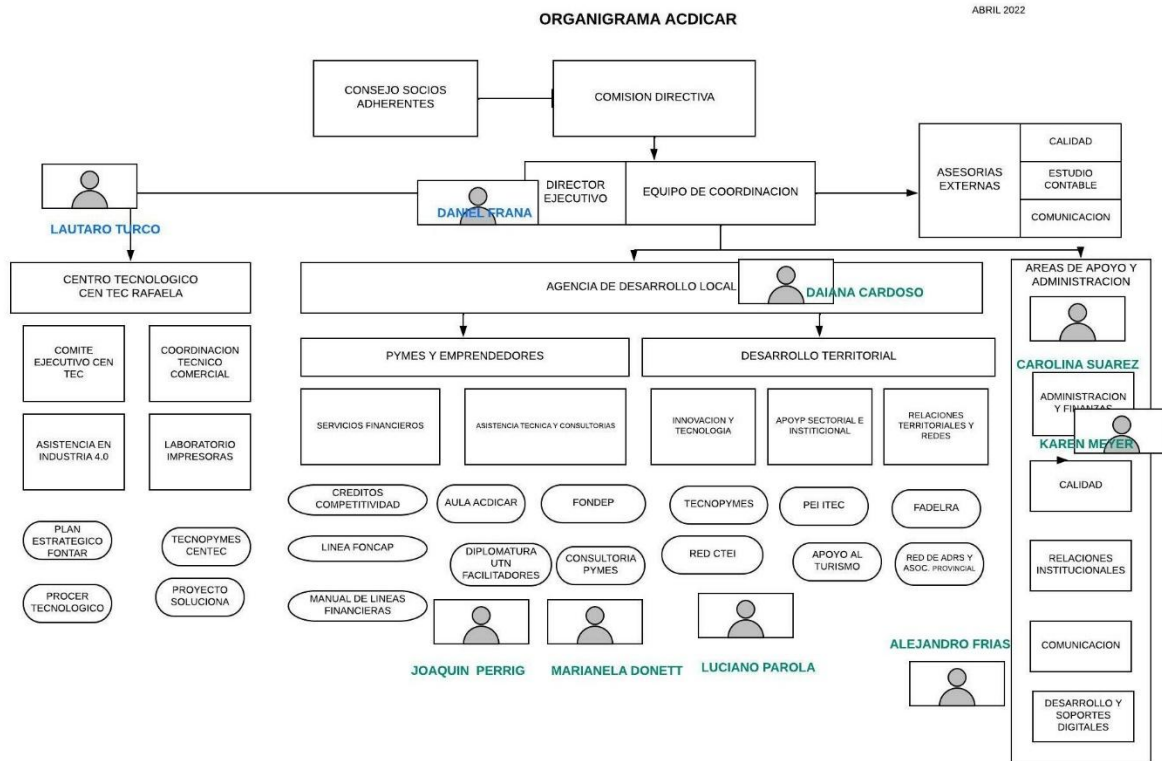 ABRIL 2022
ORGANIGRAMA ACDICAR
CONSEJO SOCIOS
ADHERENTES
COMISION DIRECTIVA
DIRECTOR
EJECUTIVO
EQUIPO DE COORDINACION
ASESORIAS
EXTERNAS
CALIDAD
ESTUDIO
CONTABLE
COMUNICACION
LAUTARO TURCO
DANIEL FRANA
CENTRO TECNOLOGICO
CEN TEC RAFAELA
AGENCIA DE DESARROLLO LOCAL
DAIANA CARDOSO
AREAS DE APOYO Y
ADMINISTRACION
CAROLINA SUAREZ
COMITE
EJECUTIVO CEN
TEC
COORDINACION
TECNICO
COMERCIAL
ASISTENCIA EN
INDUSTRIA 4.0
LABORATORIO
IMPRESORAS
PLAN
ESTRATEGICO
FONTAR
TECNOPYMES
CENTEC
PROCER
TECNOLOGICO
PROYECTO
SOLUCIONA
PYMES Y EMPRENDEDORES
DESARROLLO TERRITORIAL
SERVICIOS FINANCIEROS
ASISTENCIA TECNICA Y CONSULTORIAS
INNOVACION Y
TECNOLOGIA
APOYP SECTORIAL E
INSTITUCIONAL
RELACIONES
TERRITORIALES Y
REDES
CREDITOS
COMPETITIVIDAD
AULA ACDICAR
FONDEP
TECNOPYMES
PEI ITEC
FADELRA
LINEA FONCAP
DIPLOMATURA
UTN
FACILITADORES
CONSULTORIA
PYMES
RED CTEI
APOYO AL
TURISMO
RED DE ADRS Y
ASOC. PROVINCIAL
MANUAL DE LINEAS
FINANCIERAS
JOAQUIN PERRIG
MARIANELA DONETT
LUCIANO PAROLA
ALEJANDRO FRIAS
ADMINISTRACION
Y FINANZAS
KAREN MEYER
CALIDAD
RELACIONES
INSTITUCIONALES
COMUNICACION
DESARROLLO Y
SOPORTES
DIGITALES